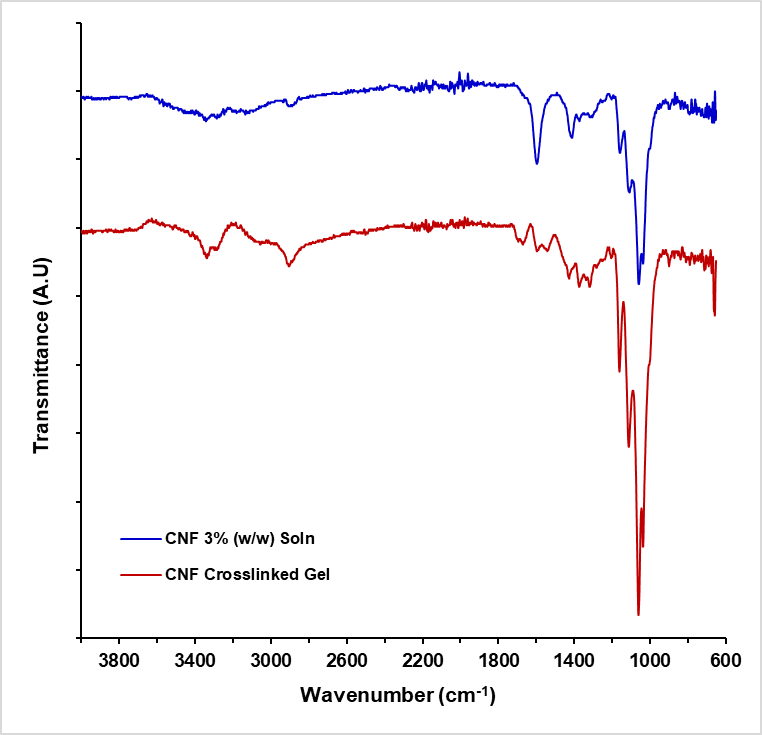 Transmittance (A.U)
CNF 3% (w/w) Soln
CNF Crosslinked Gel
3800 3400 3000 2600 2200 1800 1400 1000 600
Wavenumber (cm-1)